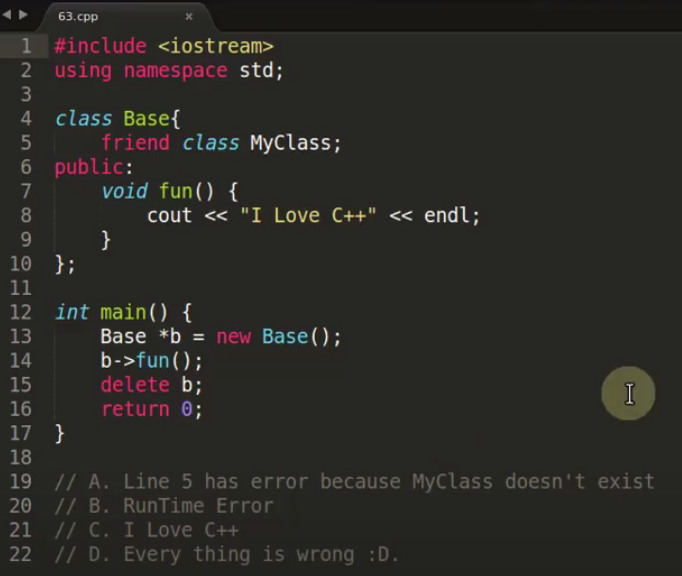 63.cpp ×
1 #include <iostream>
2 using namespace std;
3
4 class Base{
5     friend class MyClass;
6 public:
7     void fun() {
8         cout << "I Love C++" << endl;
9     }
10 };
11
12 int main() {
13     Base *b = new Base();
14     b->fun();
15     delete b;
16     return 0;
17 }
18
19 // A. Line 5 has error because MyClass doesn't exist
20 // B. RunTime Error
21 // C. I Love C++
22 // D. Every thing is wrong :D.